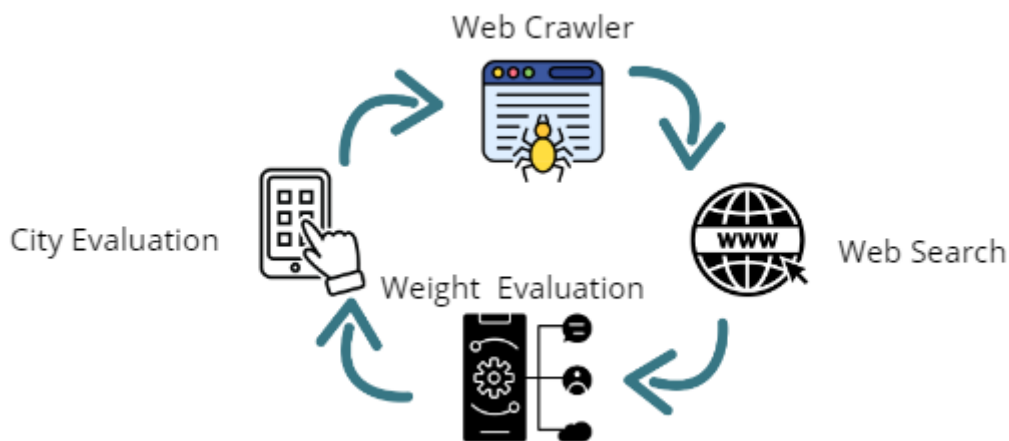 Web Crawler
City Evaluation
www
Web Search
Weight Evaluation